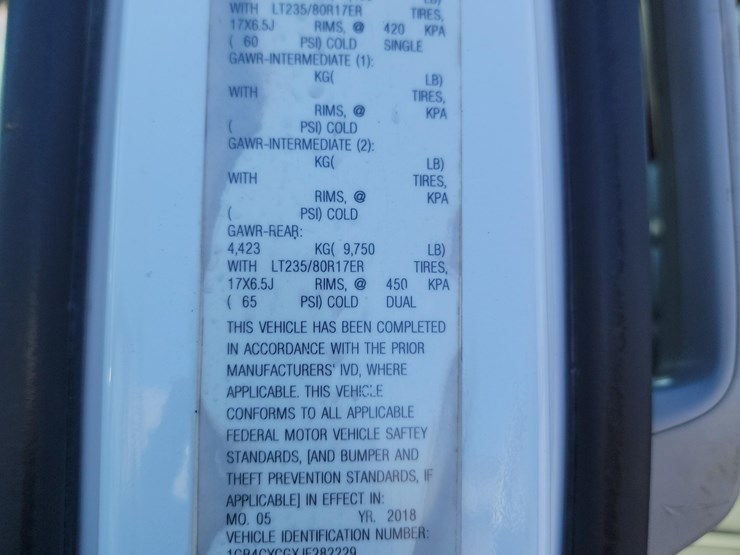 WITH LT235/80R17ER TIRES,
17X6.5J RIMS, @ 420 KPA
( 60 PSI) COLD SINGLE
GAWR-INTERMEDIATE (1):
KG( LB)
WITH TIRES,
RIMS, @ KPA
( PSI) COLD
GAWR-INTERMEDIATE (2):
KG( LB)
WITH TIRES,
RIMS, @ KPA
( PSI) COLD
GAWR-REAR:
4,423 KG( 9,750 LB)
WITH LT235/80R17ER TIRES,
17X6.5J RIMS, @ 450 KPA
( 65 PSI) COLD DUAL
THIS VEHICLE HAS BEEN COMPLETED
IN ACCORDANCE WITH THE PRIOR
MANUFACTURERS' IVD, WHERE
APPLICABLE. THIS VEHICLE
CONFORMS TO ALL APPLICABLE
FEDERAL MOTOR VEHICLE SAFTEY
STANDARDS, [AND BUMPER AND
THEFT PREVENTION STANDARDS, IF
APPLICABLE] IN EFFECT IN:
MO. 05 YR. 2018
VEHICLE IDENTIFICATION NUMBER: